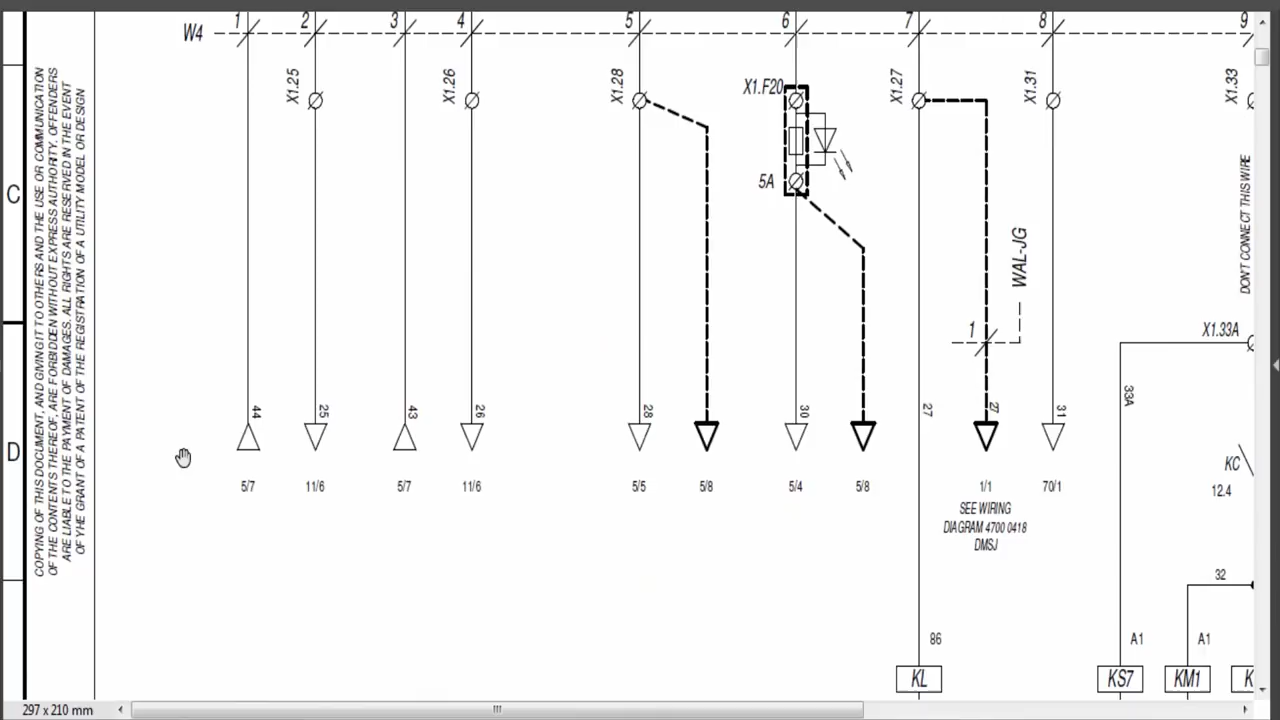 1 2 3 4 5 6 7 8 9
W4
X1.25
X1.26
X1.28
X1.F20
X1.27
X1.31
X1.33
5A
C
COPYING OF THIS DOCUMENT, AND GIVING IT TO OTHERS AND THE USE OR COMMUNICATION
OF THE CONTENTS THEREOF, ARE FORBIDDEN WITHOUT EXPRESS AUTHORITY. OFFENDERS
ARE LIABLE TO THE PAYMENT OF DAMAGES. ALL RIGHTS ARE RESERVED IN THE EVENT
OF YHE GRANT OF A PATENT OF THE REGISTRATION OF A UTILITY MODEL OR DESIGN
DON'T CONNECT THIS WIRE
WAL-JG
1
X1.33A
33A
44 25 43 26 28 30 27 27 31
D
KC
12.4
5/7 11/6 5/7 11/6 5/5 5/8 5/4 5/8 1/1 70/1
SEE WIRING
DIAGRAM 4700 0418
DMSJ
32
86 A1 A1
KL KS7 KM1 K
297 x 210 mm